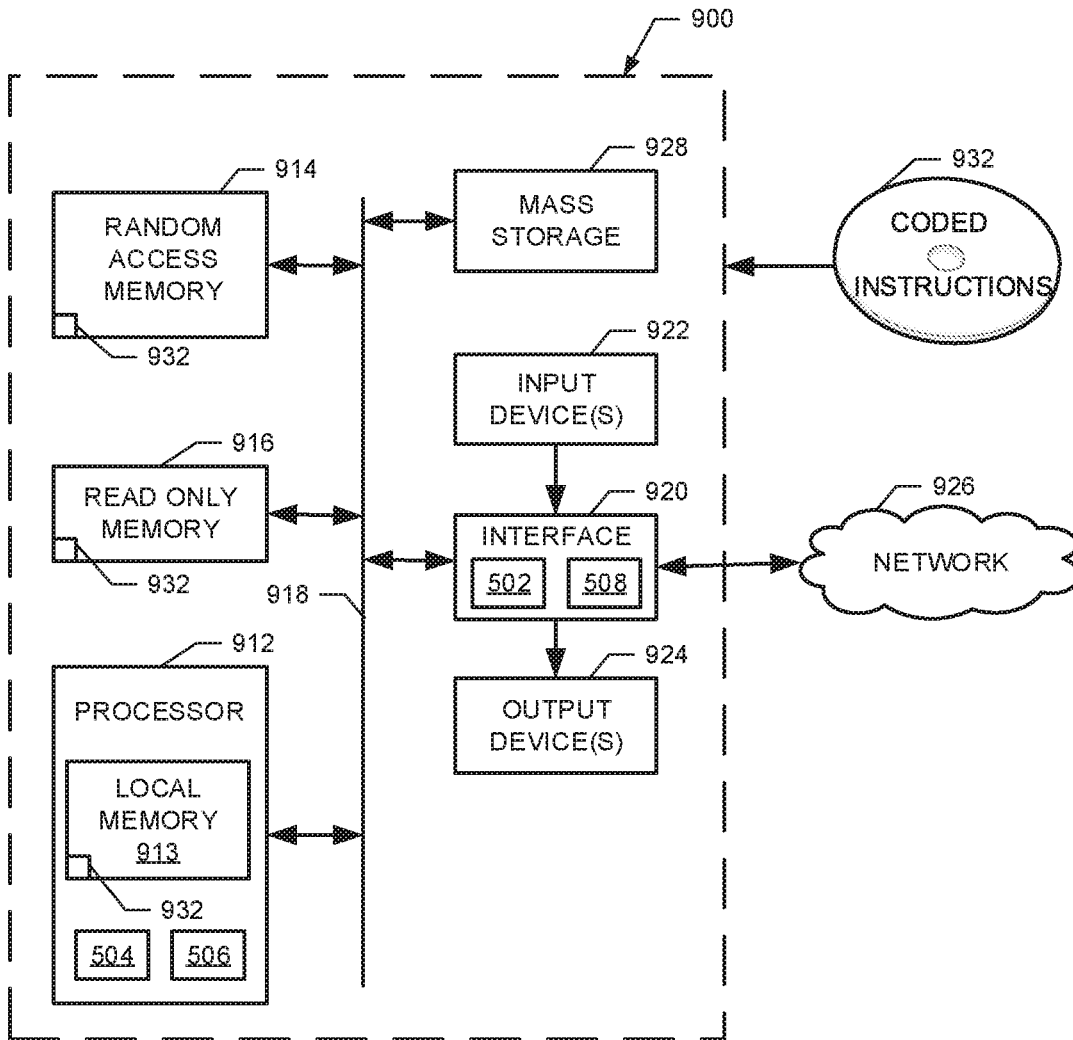 900
914
RANDOM
ACCESS
MEMORY
932
928
MASS
STORAGE
932
CODED
INSTRUCTIONS
922
INPUT
DEVICE(S)
916
READ ONLY
MEMORY
932
920
INTERFACE
502 508
926
NETWORK
918
912
PROCESSOR
LOCAL
MEMORY
913
932
504 506
924
OUTPUT
DEVICE(S)